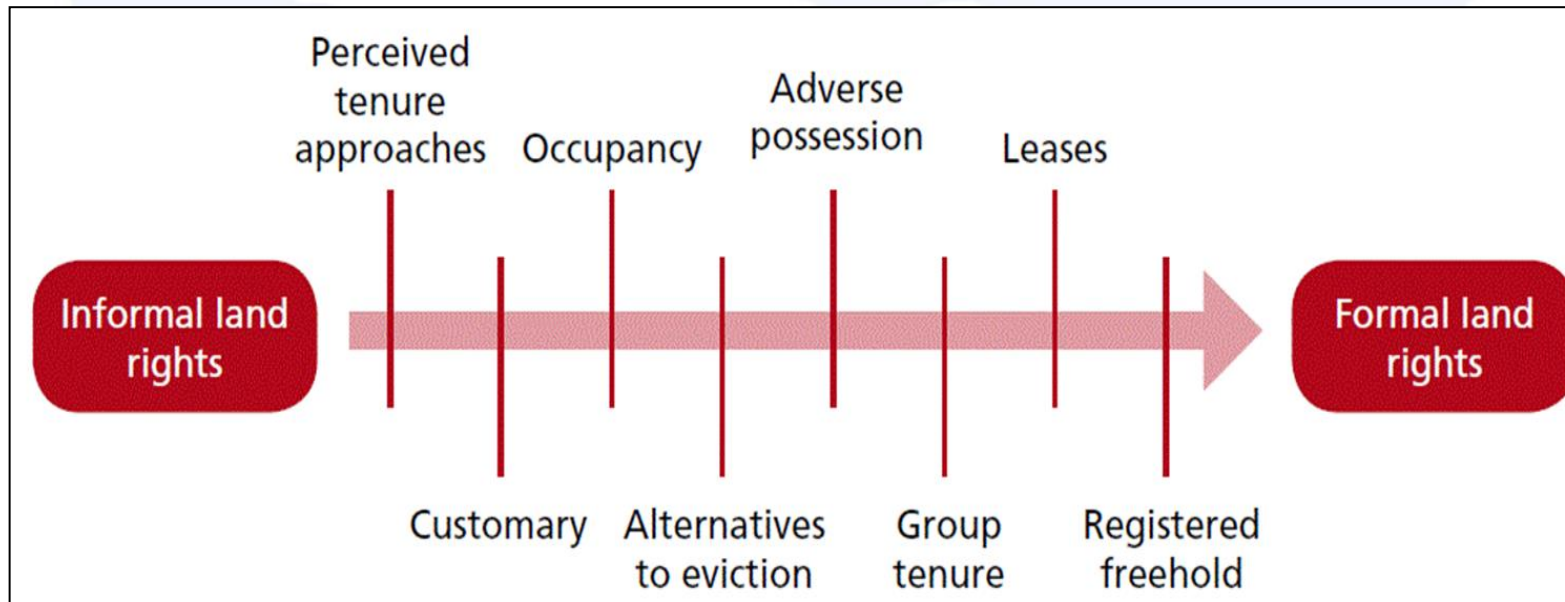 Perceived
tenure
approaches
Occupancy
Adverse
possession
Leases
Informal land
rights
Formal land
rights
Customary
Alternatives
to eviction
Group
tenure
Registered
freehold